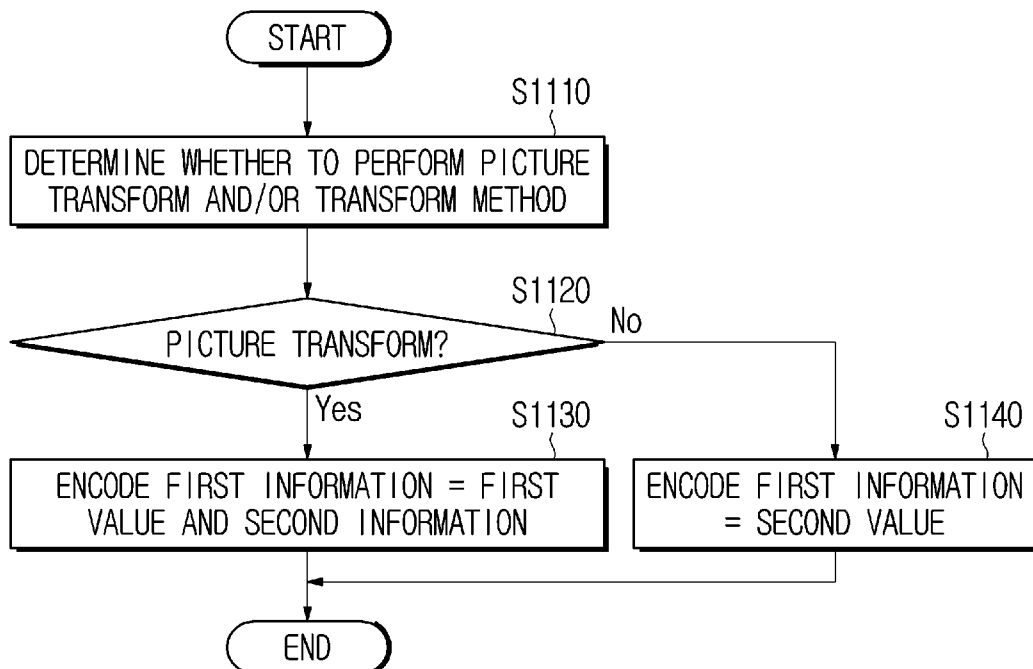 START
S1110
DETERMINE WHETHER TO PERFORM PICTURE
TRANSFORM AND/OR TRANSFORM METHOD
S1120
PICTURE TRANSFORM?
No
Yes
S1130
ENCODE FIRST INFORMATION = FIRST
VALUE AND SECOND INFORMATION
S1140
ENCODE FIRST INFORMATION
= SECOND VALUE
END